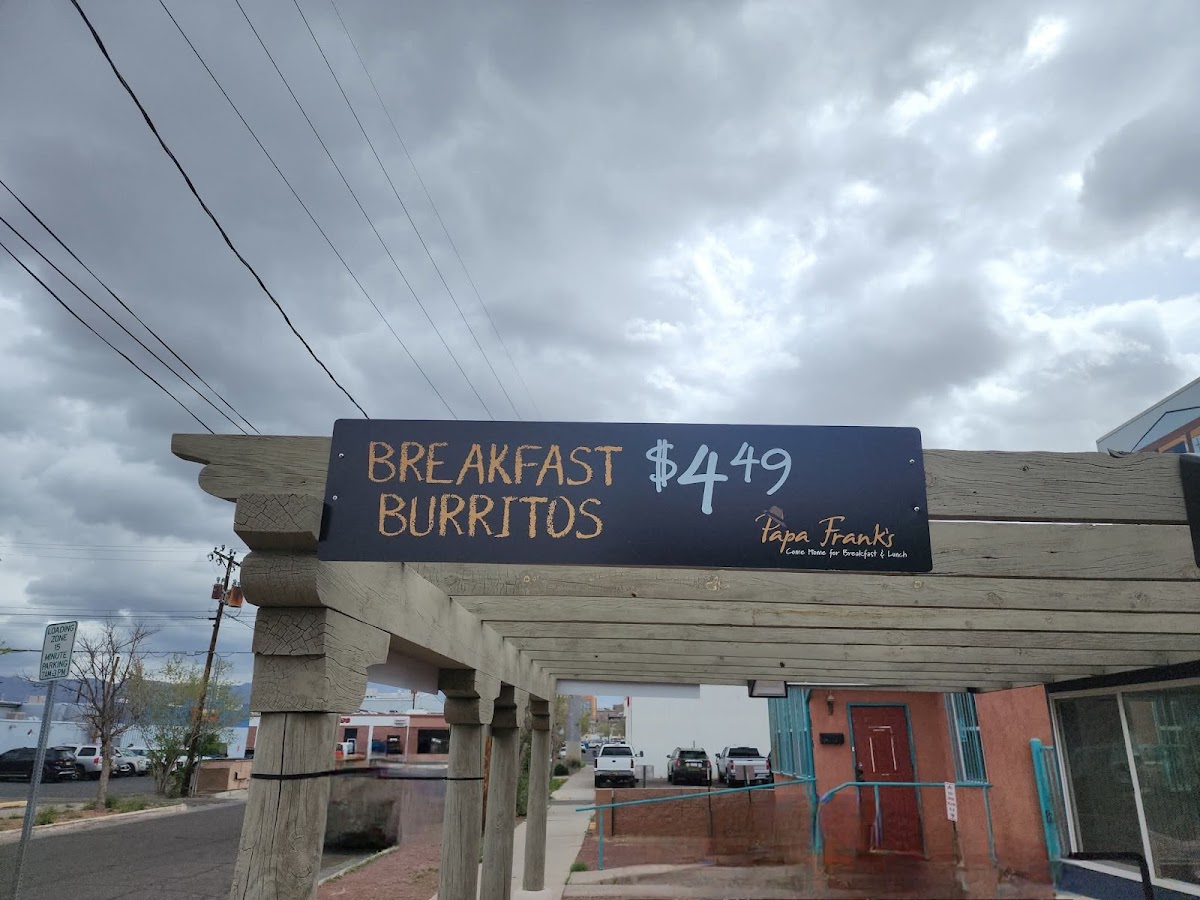 BREAKFAST $4.49
BURRITOS
Papa Frank's
Come Home for Breakfast & Lunch
LOADING
ZONE
15
MINUTE
PARKING